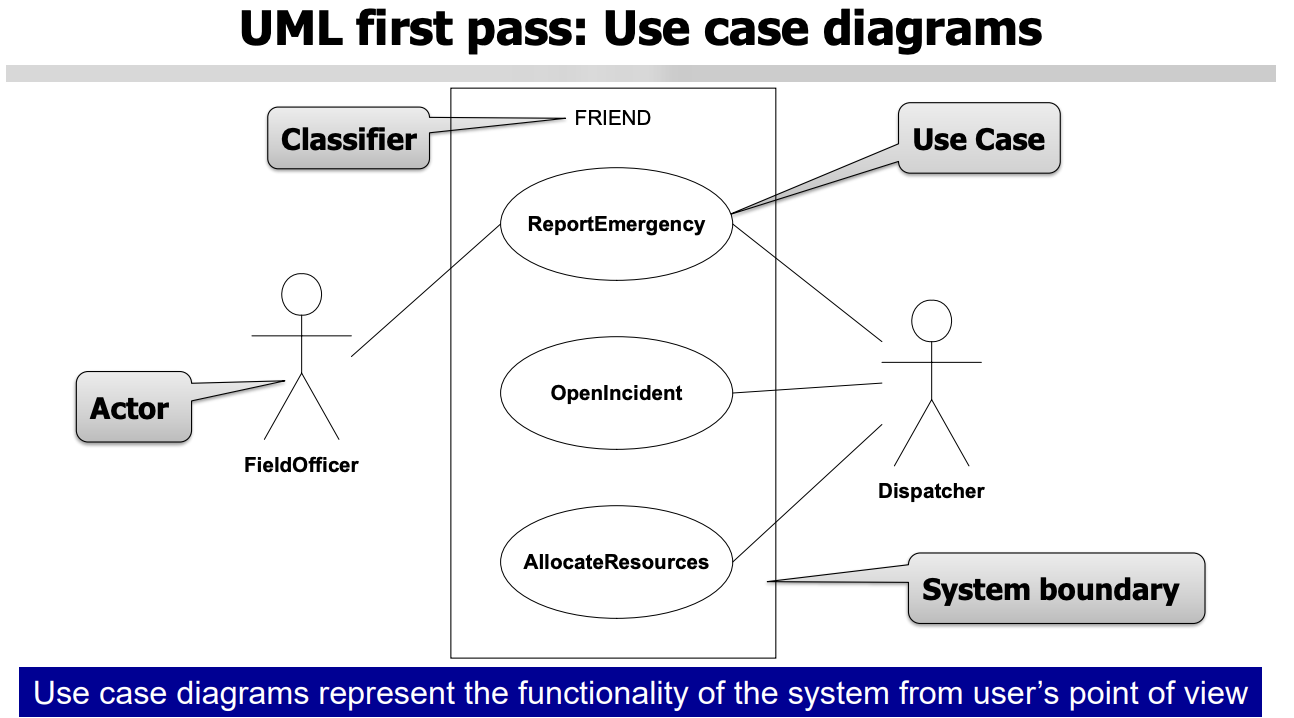 UML first pass: Use case diagrams
Classifier
FRIEND
Use Case
ReportEmergency
OpenIncident
Actor
FieldOfficer
Dispatcher
AllocateResources
System boundary
Use case diagrams represent the functionality of the system from user’s point of view